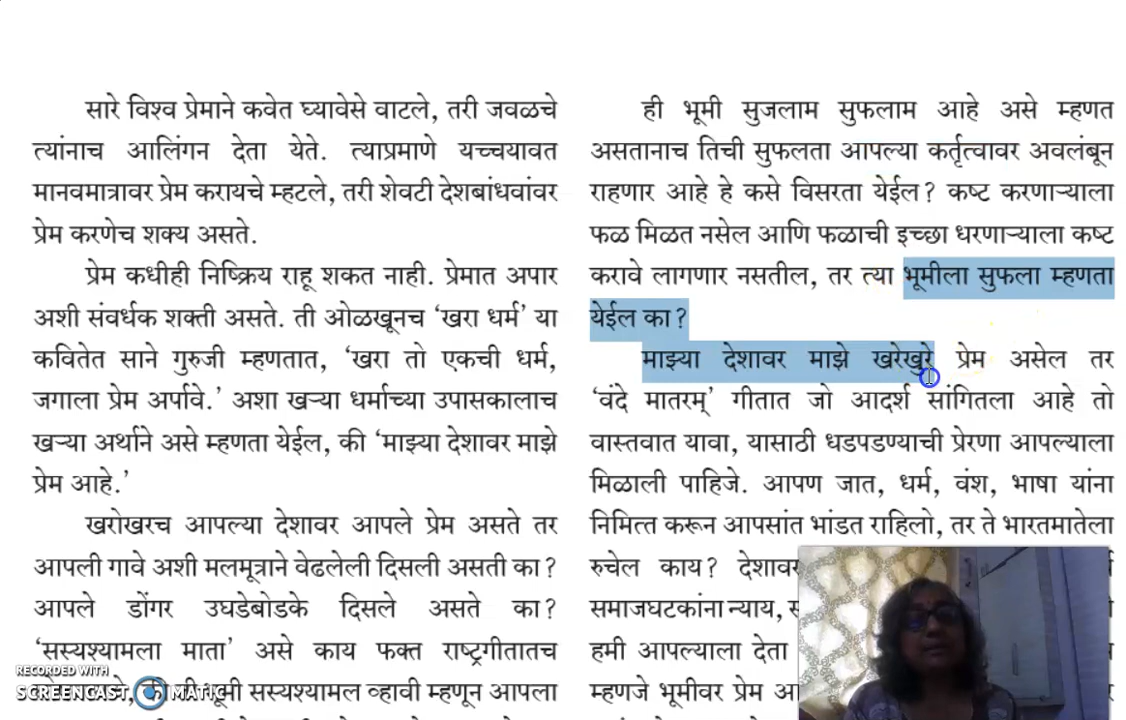 सारे विश्व प्रेमाने कवेत घ्यावेसे वाटले, तरी जवळचे
त्यांनाच आलिंगन देता येते. त्याप्रमाणे यच्चयावत
मानवमात्रावर प्रेम करायचे म्हटले, तरी शेवटी देशबांधवांवर
प्रेम करणेच शक्य असते.
प्रेम कधीही निष्क्रिय राहू शकत नाही. प्रेमात अपार
अशी संवर्धक शक्ती असते. ती ओळखूनच ‘खरा धर्म’ या
कवितेत साने गुरुजी म्हणतात, ‘खरा तो एकची धर्म,
जगाला प्रेम अर्पावे.’ अशा खऱ्या धर्माच्या उपासकालाच
खऱ्या अर्थाने असे म्हणता येईल, की ‘माझ्या देशावर माझे
प्रेम आहे.’
खरोखरच आपल्या देशावर आपले प्रेम असते तर
आपली गावे अशी मलमूत्राने वेढलेली दिसली असती का?
आपले डोंगर उघडेबोडके दिसले असते का?
‘सस्यश्यामला माता’ असे काय फक्त राष्ट्रगीतातच
भूमी सस्यश्यामल व्हावी म्हणून आपला
ही भूमी सुजलाम सुफलाम आहे असे म्हणत
असतानाच तिची सुफलता आपल्या कर्तृत्वावर अवलंबून
राहणार आहे हे कसे विसरता येईल? कष्ट करणाऱ्याला
फळ मिळत नसेल आणि फळाची इच्छा धरणाऱ्याला कष्ट
करावे लागणार नसतील, तर त्या भूमीला सुफला म्हणता
येईल का?
माझ्या देशावर माझे खरेखुरे प्रेम असेल तर
‘वंदे मातरम्’ गीतात जो आदर्श सांगितला आहे तो
वास्तवात यावा, यासाठी धडपडण्याची प्रेरणा आपल्याला
मिळाली पाहिजे. आपण जात, धर्म, वंश, भाषा यांना
निमित्त करून आपसांत भांडत राहिलो, तर ते भारतमातेला
रुचेल काय? देशावर
समाजघटकांना न्याय,
हमी आपल्याला देता
म्हणजे भूमीवर प्रेम
RECORDED WITH
SCREENCAST MATIC